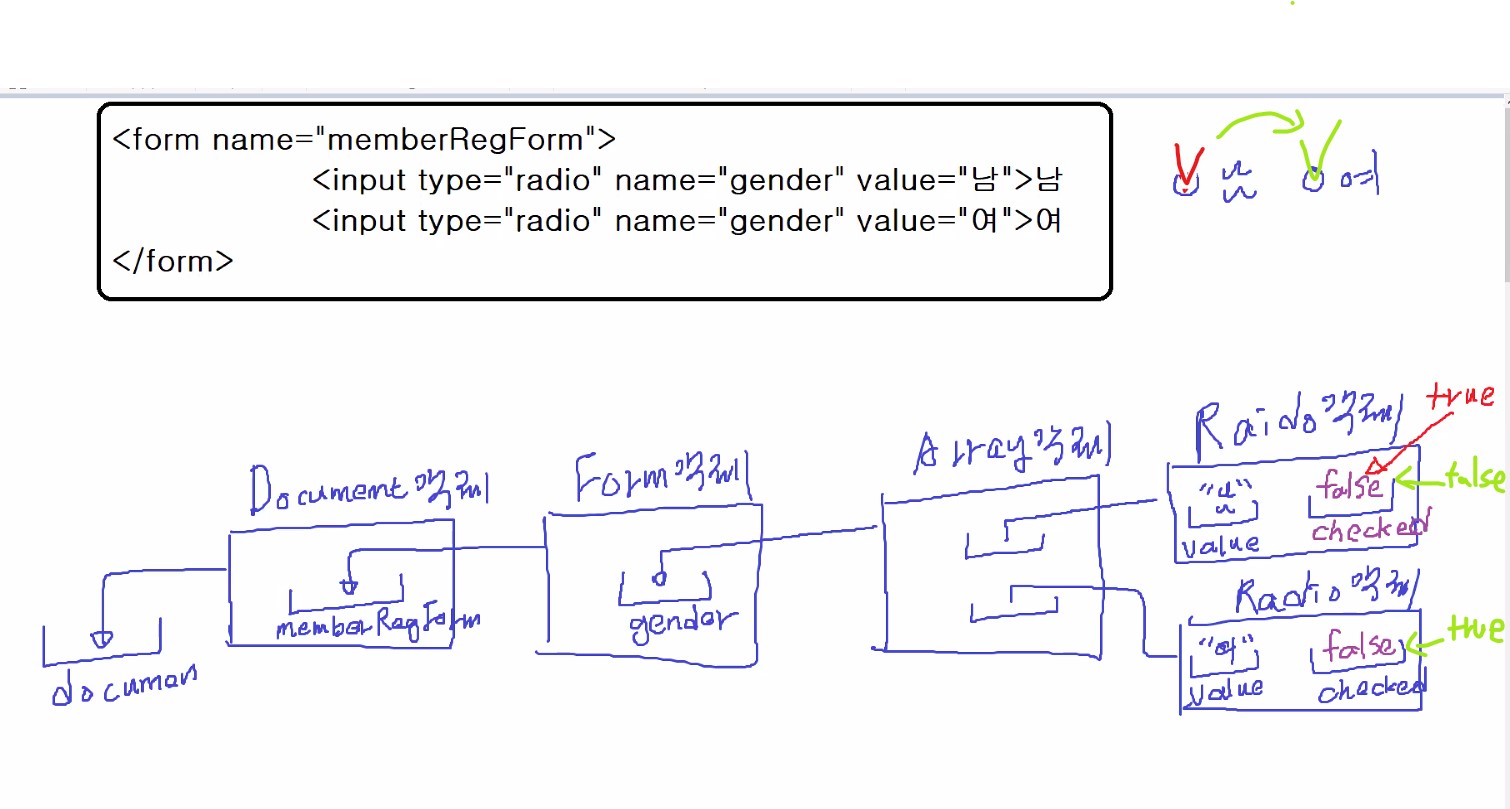 <form name="memberRegForm">
<input type="radio" name="gender" value="남">남
<input type="radio" name="gender" value="여">여
</form>
여
Document객체
Form객체
Array객체
Raido객체
true
"남"
false
false
value
checked
memberRagForm
gendor
documen
Radio객체
"여"
false
true
value
checked